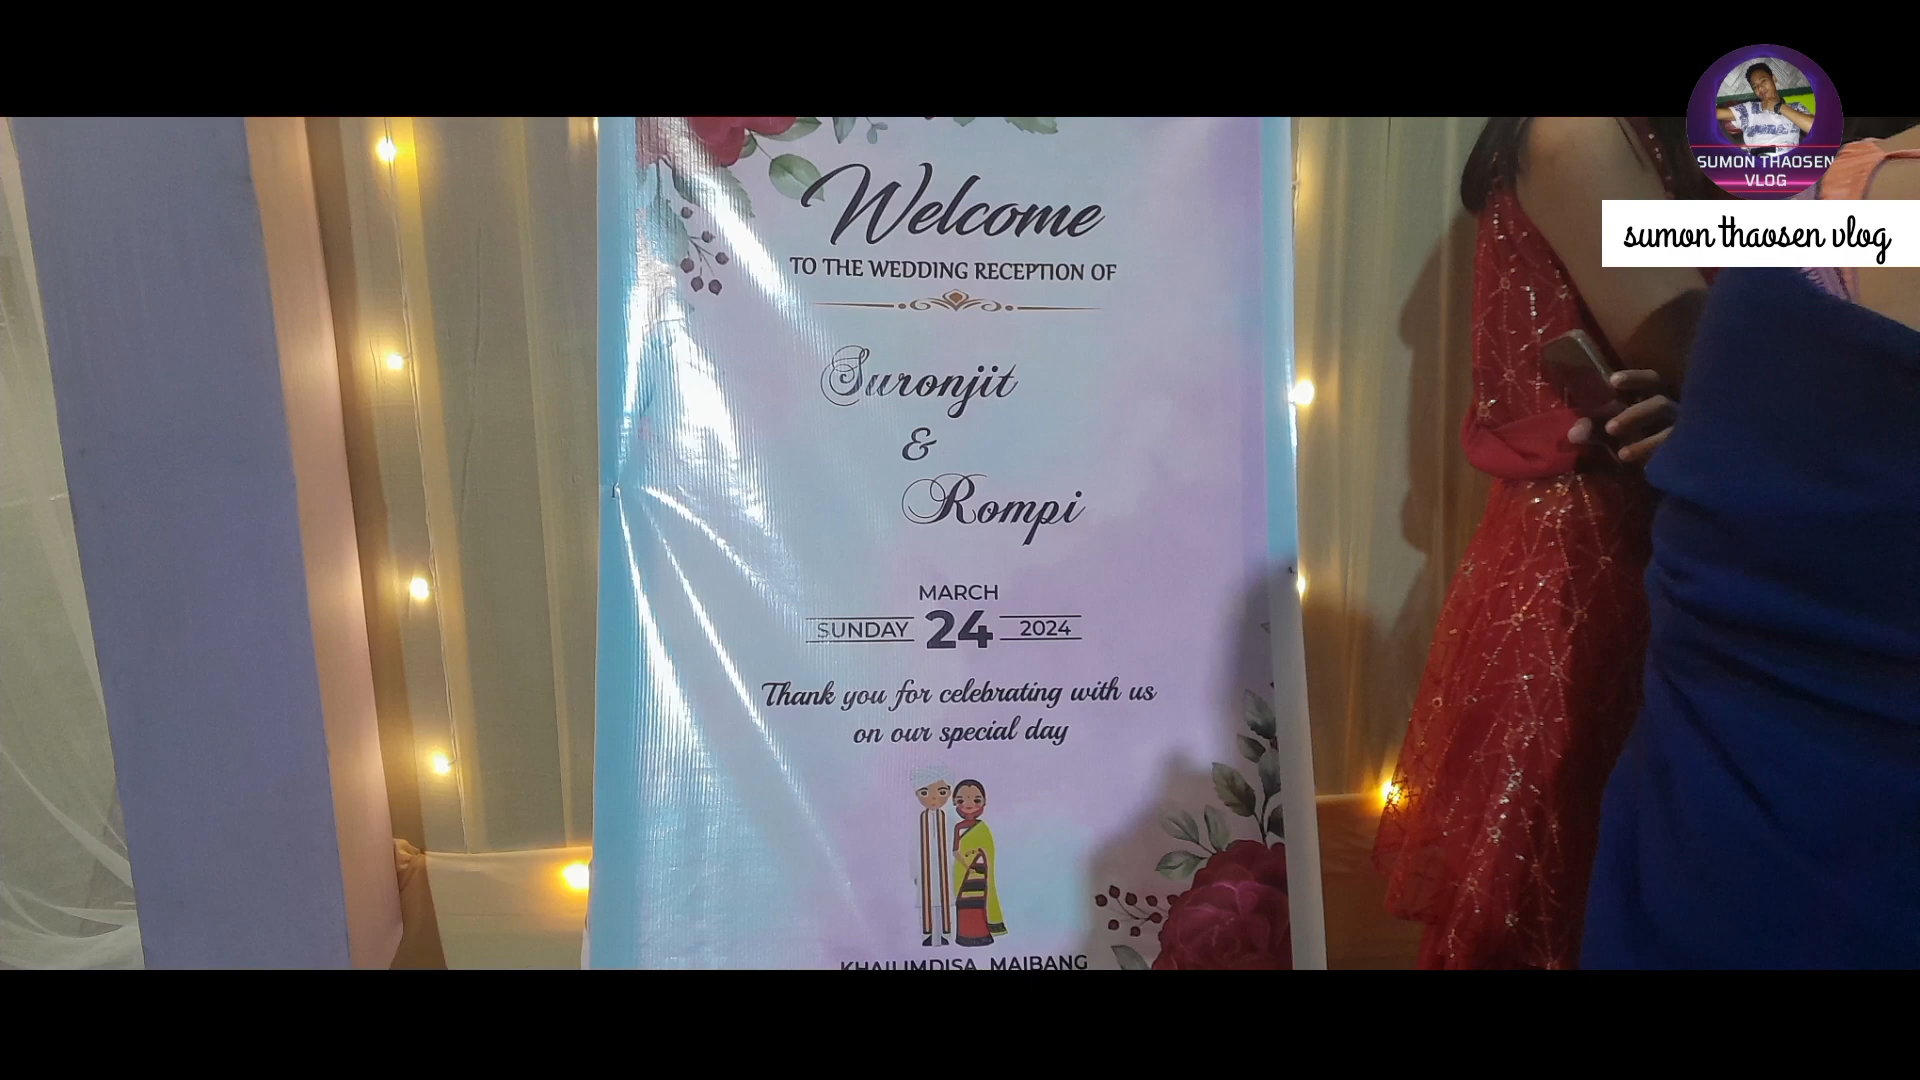 Welcome
TO THE WEDDING RECEPTION OF
Suronjit
&
Rompi
MARCH
SUNDAY 24 2024
Thank you for celebrating with us
on our special day
KHAILIMDISA, MAIBANG
SUMON THAOSEN
VLOG
sumon thaosen vlog